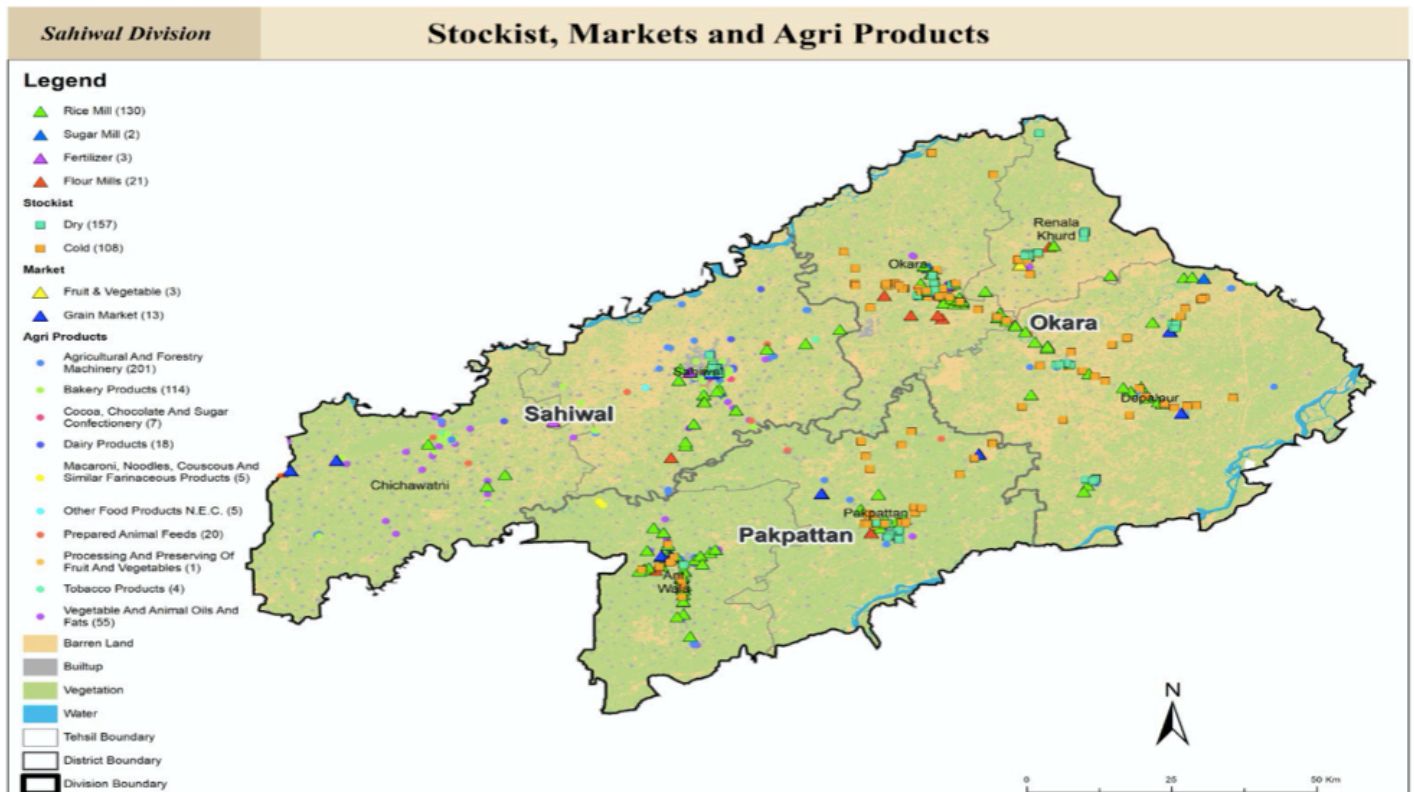 Sahiwal Division
Stockist, Markets and Agri Products
Legend
Rice Mill (130)
Sugar Mill (2)
Fertilizer (3)
Flour Mills (21)
Stockist
Dry (157)
Cold (108)
Market
Fruit & Vegetable (3)
Grain Market (13)
Agri Products
Agricultural And Forestry
Machinery (201)
Bakery Products (114)
Cocoa, Chocolate And Sugar
Confectionery (7)
Dairy Products (18)
Macaroni, Noodles, Couscous And
Similar Farinaceous Products (5)
Other Food Products N.E.C. (5)
Prepared Animal Feeds (20)
Processing And Preserving Of
Fruit And Vegetables (1)
Tobacco Products (4)
Vegetable And Animal Oils And
Fats (55)
Barren Land
Builtup
Vegetation
Water
Tehsil Boundary
District Boundary
Division Boundary
Renala
Khurd
Okara
Okara
Sahiwal
Depalpur
Sahiwal
Chichawatni
Pakpattan
Pakpattan
Arif
Wala
N
0 25 50 Km